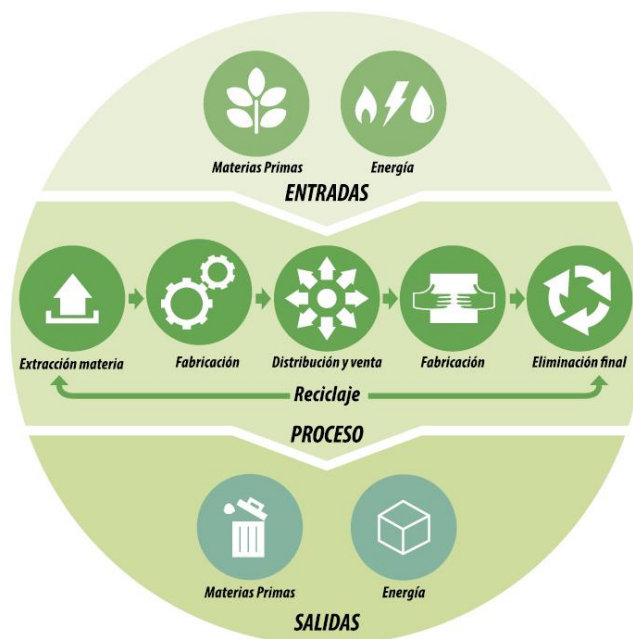 Materias Primas
Energía
ENTRADAS
Extracción materia
Fabricación
Distribución y venta
Fabricación
Eliminación final
Reciclaje
PROCESO
Materias Primas
Energía
SALIDAS